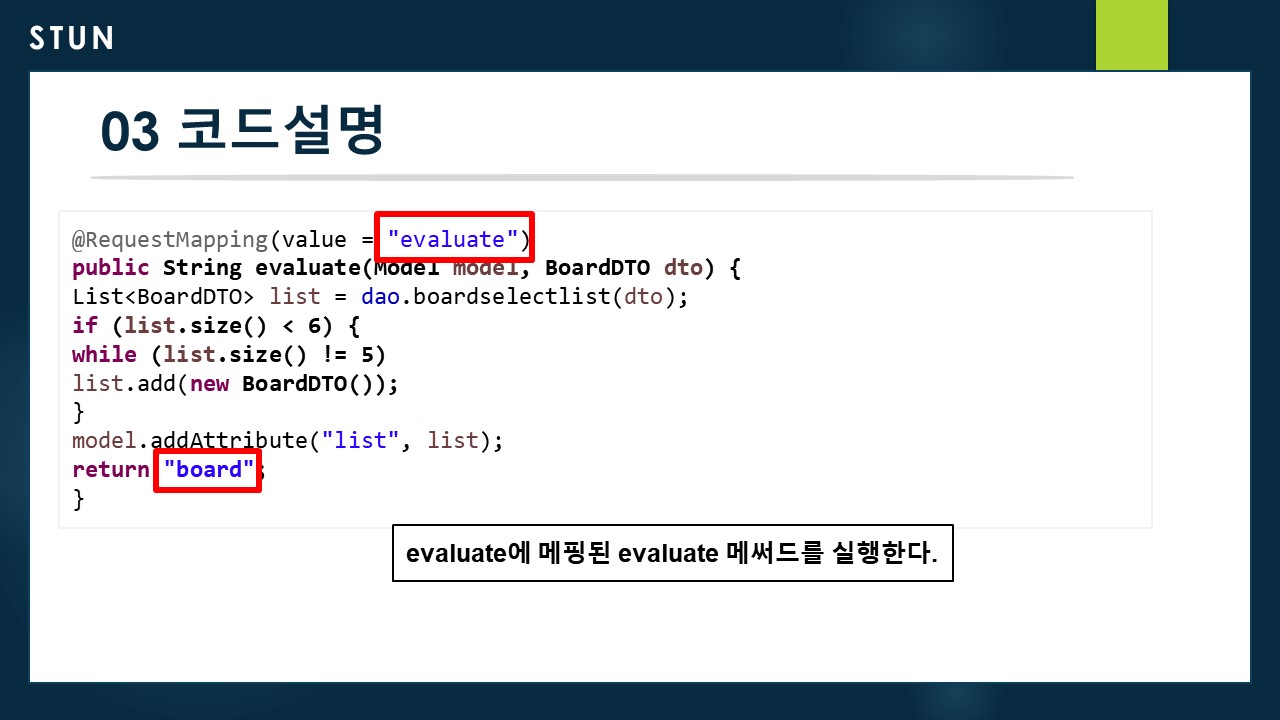 STUN
03 코드설명
@RequestMapping(value = "evaluate")
public String evaluate(Model model, BoardDTO dto) {
List<BoardDTO> list = dao.boardselectlist(dto);
if (list.size() < 6) {
while (list.size() != 5)
list.add(new BoardDTO());
}
model.addAttribute("list", list);
return "board";
}
evaluate에 메핑된 evaluate 메써드를 실행한다.